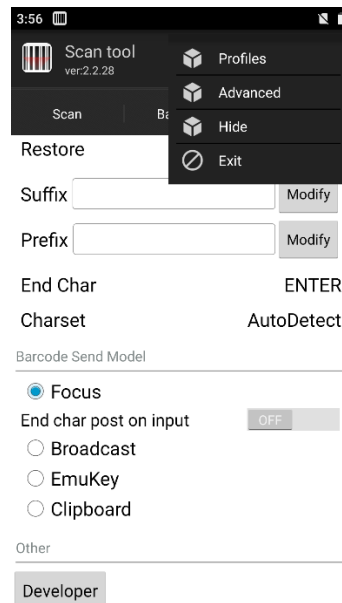 3:56
Scan tool
ver:2.2.28
Profiles
Advanced
Hide
Exit
Scan
Restore
Suffix Modify
Prefix Modify
End Char ENTER
Charset AutoDetect
Barcode Send Model
Focus
End char post on input OFF
Broadcast
EmuKey
Clipboard
Other
Developer